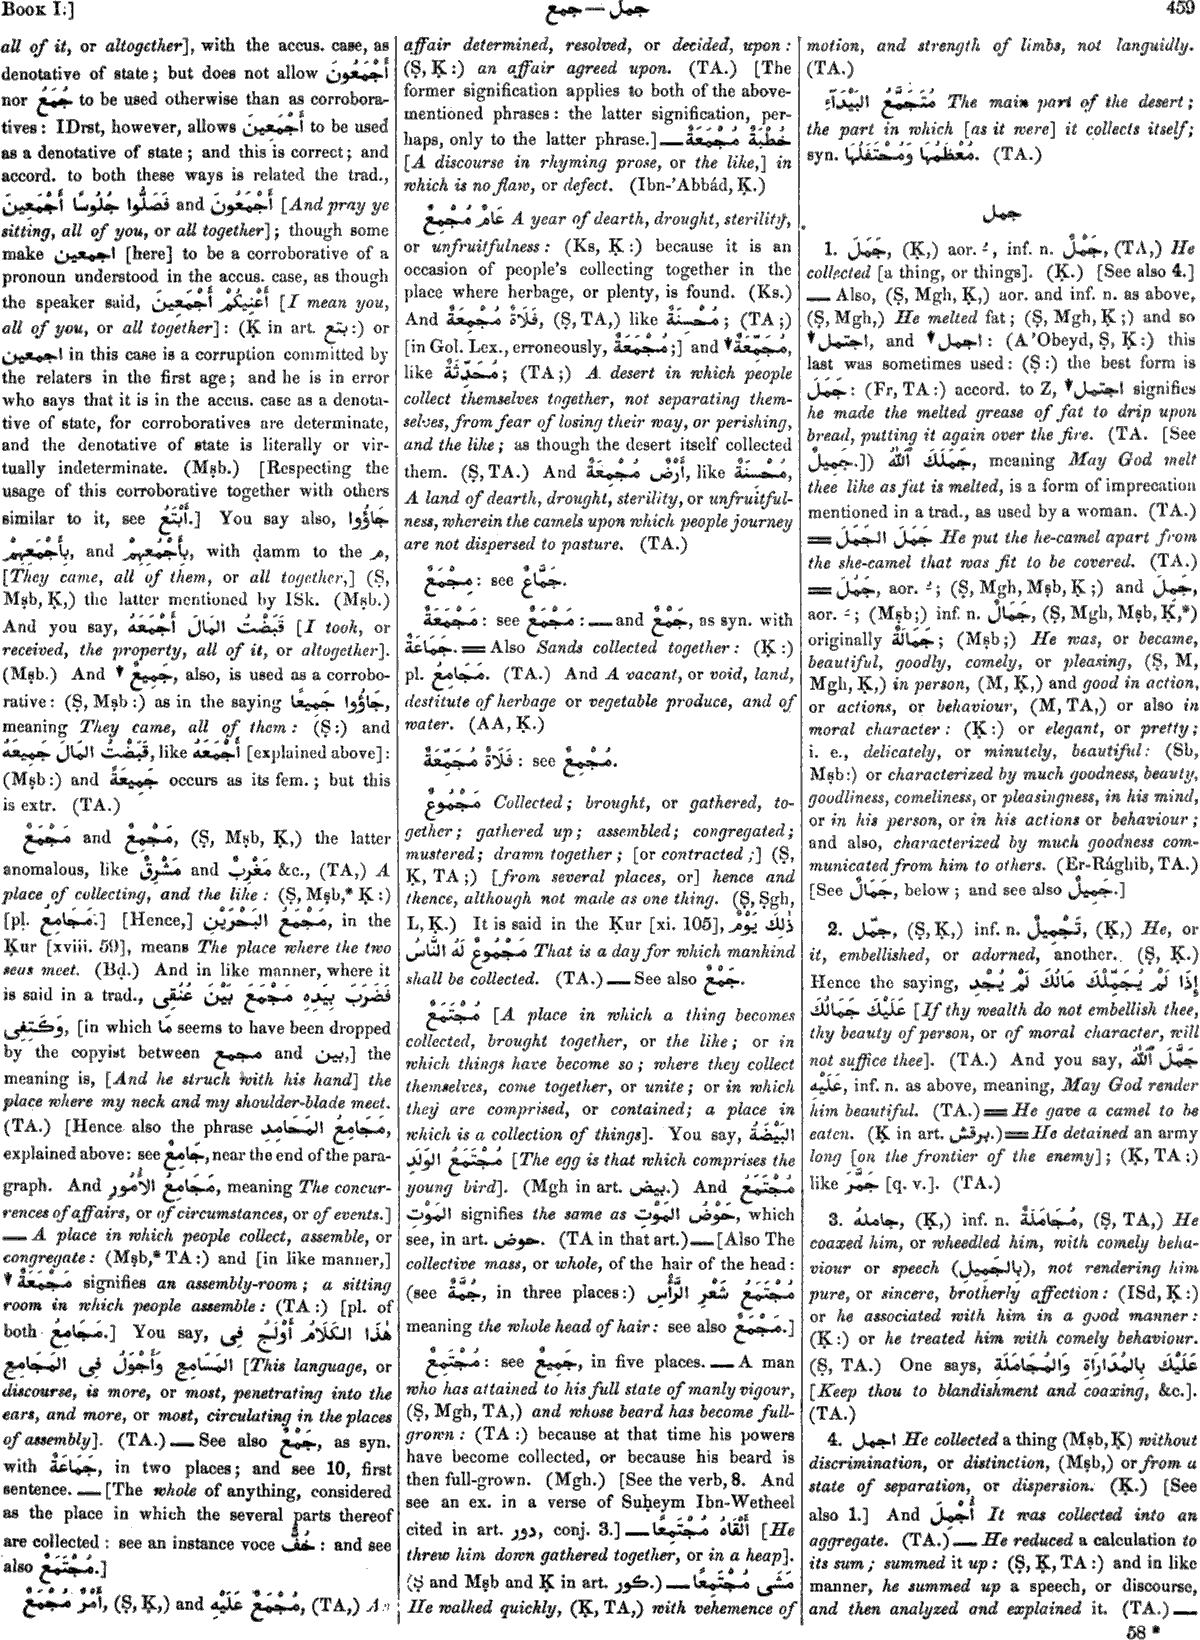 Book I.]
جمل — جمع
459
all of it, or altogether], with the accus. case, as
denotative of state; but does not allow أَجْمَعُونَ
nor جُمَعُ to be used otherwise than as corrobora-
tives: IDrst, however, allows أَجْمَعِينَ to be used
as a denotative of state; and this is correct; and
accord. to both these ways is related the trad.,
فَصَلُّوا جُلُوسًا أَجْمَعِينَ and أَجْمَعُونَ [And pray ye
sitting, all of you, or all together]; though some
make اجمعين [here] to be a corroborative of a
pronoun understood in the accus. case, as though
the speaker said, أَعْنِيكُمْ أَجْمَعِينَ [I mean you,
all of you, or all together]: (Ḳ in art. بتع:) or
اجمعين in this case is a corruption committed by
the relaters in the first age; and he is in error
who says that it is in the accus. case as a denota-
tive of state, for corroboratives are determinate,
and the denotative of state is literally or vir-
tually indeterminate. (Mṣb.) [Respecting the
usage of this corroborative together with others
similar to it, see أَبْتَعُ.] You say also, جَاؤُوا
بِأَجْمَعِهِمْ, and بِأَجْمُعِهِمْ, with ḍamm to the م,
[They came, all of them, or all together,] (Ṣ,
Mṣb, Ḳ,) the latter mentioned by ISk. (Mṣb.)
And you say, قَبَضْتُ المَالَ أَجْمَعَهُ [I took, or
received, the property, all of it, or altogether].
(Mṣb.) And ▼ جَمِيعٌ, also, is used as a corrobo-
rative: (Ṣ, Mṣb:) as in the saying جَاؤُوا جَمِيعًا,
meaning They came, all of them: (Ṣ:) and
قَبَضْتُ المَالَ جَمِيعَهُ, like أَجْمَعَهُ [explained above]:
(Mṣb:) and جَمِيعَةٌ occurs as its fem.; but this
is extr. (TA.)
مَجْمَعٌ and مَجْمِعٌ, (Ṣ, Mṣb, Ḳ,) the latter
anomalous, like مَشْرِقٌ and مَغْرِبٌ &c., (TA,) A
place of collecting, and the like: (Ṣ, Mṣb,* Ḳ:)
[pl. مَجَامِعُ.] [Hence,] مَجْمَعُ البَحْرَيْنِ, in the
Ḳur [xviii. 59], means The place where the two
seas meet. (Bḍ.) And in like manner, where it
is said in a trad., فَضَرَبَ بِيَدِهِ مَجْمَعَ بَيْنَ عُنُقِى
وَكَتِفِى, [in which مَا seems to have been dropped
by the copyist between مجمع and بين,] the
meaning is, [And he struck with his hand] the
place where my neck and my shoulder-blade meet.
(TA.) [Hence also the phrase مَجَامِعُ المَحَامِدِ,
explained above: see جَامِعٌ, near the end of the para-
graph. And مَجَامِعُ الأُمُورِ, meaning The concur-
rences of affairs, or of circumstances, or of events.]
— A place in which people collect, assemble, or
congregate: (Mṣb,* TA:) and [in like manner,]
▼ مَجْمَعَةٌ signifies an assembly-room; a sitting
room in which people assemble: (TA:) [pl. of
both مَجَامِعُ.] You say, هٰذَا الكَلَامُ أَوْلَجُ فِى
المَسَامِعِ وَأَجْوَلُ فِى المَجَامِعِ [This language, or
discourse, is more, or most, penetrating into the
ears, and more, or most, circulating in the places
of assembly]. (TA.) — See also جَمْعٌ, as syn.
with جَمَاعَةٌ, in two places; and see 10, first
sentence. — [The whole of anything, considered
as the place in which the several parts thereof
are collected: see an instance voce خُفٌّ: and see
also مُجْتَمَعٌ.]
أَمْرٌ مُجْمَعٌ, (Ṣ, Ḳ,) and مُجْمَعٌ عَلَيْهِ, (TA,) An
affair determined, resolved, or decided, upon:
(Ṣ, Ḳ:) an affair agreed upon. (TA.) [The
former signification applies to both of the above-
mentioned phrases: the latter signification, per-
haps, only to the latter phrase.] — خُطْبَةٌ مُجْمَعَةٌ
[A discourse in rhyming prose, or the like,] in
which is no flaw, or defect. (Ibn-'Abbád, Ḳ.)
عَامٌ مُجْمِعٌ A year of dearth, drought, sterility,
or unfruitfulness: (Ks, Ḳ:) because it is an
occasion of people's collecting together in the
place where herbage, or plenty, is found. (Ks.)
And فَلَاةٌ مُجْمِعَةٌ, (Ṣ, TA,) like مُحْسِنَةٌ; (TA;)
[in Gol. Lex., erroneously, مُجْمَعَةٌ;] and ▼ مُجَمِّعَةٌ,
like مُحَدِّثَةٌ; (TA;) A desert in which people
collect themselves together, not separating them-
selves, from fear of losing their way, or perishing,
and the like; as though the desert itself collected
them. (Ṣ, TA.) And أَرْضٌ مُجْمِعَةٌ, like مُحْسِنَةٌ,
A land of dearth, drought, sterility, or unfruitful-
ness, wherein the camels upon which people journey
are not dispersed to pasture. (TA.)
مِجْمَعٌ: see جَمَّاعٌ.
مَجْمَعَةٌ: see مَجْمَعٌ: — and جَمْعٌ, as syn. with
جَمَاعَةٌ. = Also Sands collected together: (Ḳ:)
pl. مَجَامِعُ. (TA.) And A vacant, or void, land,
destitute of herbage or vegetable produce, and of
water. (AA, Ḳ.)
فَلَاةٌ مُجَمِّعَةٌ: see مُجْمِعٌ.
مَجْمُوعٌ Collected; brought, or gathered, to-
gether; gathered up; assembled; congregated;
mustered; drawn together; [or contracted;] (Ṣ,
Ḳ, TA;) [from several places, or] hence and
thence, although not made as one thing. (Ṣ, Ṣgh,
L, Ḳ.) It is said in the Ḳur [xi. 105], ذٰلِكَ يَوْمٌ
مَجْمُوعٌ لَهُ النَّاسُ That is a day for which mankind
shall be collected. (TA.) — See also جَمْعٌ.
مُجْتَمَعٌ [A place in which a thing becomes
collected, brought together, or the like; or in
which things have become so; where they collect
themselves, come together, or unite; or in which
they are comprised, or contained; a place in
which is a collection of things]. You say, البَيْضَةُ
مُجْتَمَعُ الوَلَدِ [The egg is that which comprises the
young bird]. (Mgh in art. بيض.) And مُجْتَمَعُ
المَوْتِ signifies the same as حَوْضُ المَوْتِ, which
see, in art. حوض. (TA in that art.) — [Also The
collective mass, or whole, of the hair of the head:
(see جُمَّةٌ, in three places:) مُجْتَمَعُ شَعْرِ الرَّأْسِ
meaning the whole head of hair: see also مَجْمَعٌ.]
مُجْتَمِعٌ: see جَمِيعٌ, in five places. — A man
who has attained to his full state of manly vigour,
(Ṣ, Mgh, TA,) and whose beard has become full-
grown: (TA:) because at that time his powers
have become collected, or because his beard is
then full-grown. (Mgh.) [See the verb, 8. And
see an ex. in a verse of Suḥeym Ibn-Wetheel
cited in art. دور, conj. 3.] — أَلْقَاهُ مُجْتَمِعًا [He
threw him down gathered together, or in a heap].
(Ṣ and Mṣb and Ḳ in art. كور.) — مَشَى مُجْتَمِعًا
He walked quickly, (Ḳ, TA,) with vehemence of
motion, and strength of limbs, not languidly.
(TA.)
مُتَجَمَّعُ البَيْدَآءِ The main part of the desert;
the part in which [as it were] it collects itself;
syn. مُعْظَمُهَا وَمُحْتَفَلُهَا. (TA.)
جمل
1. جَمَلَ, (Ḳ,) aor. ـُ, inf. n. جَمْلٌ, (TA,) He
collected [a thing, or things]. (Ḳ.) [See also 4.]
— Also, (Ṣ, Mgh, Ḳ,) aor. and inf. n. as above,
(Ṣ, Mgh,) He melted fat; (Ṣ, Mgh, Ḳ;) and so
▼ اجتمل, and ▼ اجمل: (A'Obeyd, Ṣ, Ḳ:) this
last was sometimes used: (Ṣ:) the best form is
جَمَلَ: (Fr, TA:) accord. to Z, ▼ اجتمل signifies
he made the melted grease of fat to drip upon
bread, putting it again over the fire. (TA. [See
جَمِيلٌ.]) جَمَلَكَ ٱللّٰهُ, meaning May God melt
thee like as fat is melted, is a form of imprecation
mentioned in a trad., as used by a woman. (TA.)
= جَمَلَ الجَمَلَ He put the he-camel apart from
the she-camel that was fit to be covered. (TA.)
= جَمُلَ, aor. ـُ; (Ṣ, Mgh, Mṣb, Ḳ;) and جَمِلَ,
aor. ـَ; (Mṣb;) inf. n. جَمَالٌ, (Ṣ, Mgh, Mṣb, Ḳ,*)
originally جَمَالَةٌ; (Mṣb;) He was, or became,
beautiful, goodly, comely, or pleasing, (Ṣ, M,
Mgh, Ḳ,) in person, (M, Ḳ,) and good in action,
or actions, or behaviour, (M, TA,) or also in
moral character: (Ḳ:) or elegant, or pretty;
i. e., delicately, or minutely, beautiful: (Sb,
Mṣb:) or characterized by much goodness, beauty,
goodliness, comeliness, or pleasingness, in his mind,
or in his person, or in his actions or behaviour;
and also, characterized by much goodness com-
municated from him to others. (Er-Rághib, TA.)
[See جَمَالٌ, below; and see also جَمِيلٌ.]
2. جمّل, (Ṣ, Ḳ,) inf. n. تَجْمِيلٌ, (Ḳ,) He, or
it, embellished, or adorned, another. (Ṣ, Ḳ.)
Hence the saying, إِذَا لَمْ يُجَمِّلْكَ مَالُكَ لَمْ يُجْدِ
عَلَيْكَ جَمَالُكَ [If thy wealth do not embellish thee,
thy beauty of person, or of moral character, will
not suffice thee]. (TA.) And you say, جَمَّلَ ٱللّٰهُ
عَلَيْهِ, inf. n. as above, meaning, May God render
him beautiful. (TA.) = He gave a camel to be
eaten. (Ḳ in art. برقش.) = He detained an army
long [on the frontier of the enemy]; (Ḳ, TA;)
like جَمَّرَ [q. v.]. (TA.)
3. جاملهُ, (Ḳ,) inf. n. مُجَامَلَةٌ, (Ṣ, TA,) He
coaxed him, or wheedled him, with comely beha-
viour or speech (بِالجَمِيلِ), not rendering him
pure, or sincere, brotherly affection: (ISd, Ḳ:)
or he associated with him in a good manner:
(Ḳ:) or he treated him with comely behaviour.
(Ṣ, TA.) One says, عَلَيْكَ بِالمُدَارَاةِ وَالمُجَامَلَةِ
[Keep thou to blandishment and coaxing, &c.].
(TA.)
4. اجمل He collected a thing (Mṣb, Ḳ) without
discrimination, or distinction, (Mṣb,) or from a
state of separation, or dispersion. (Ḳ.) [See
also 1.] And أُجْمِلَ It was collected into an
aggregate. (TA.) — He reduced a calculation to
its sum; summed it up: (Ṣ, Ḳ, TA:) and in like
manner, he summed up a speech, or discourse,
and then analyzed and explained it. (TA.) —
58 *